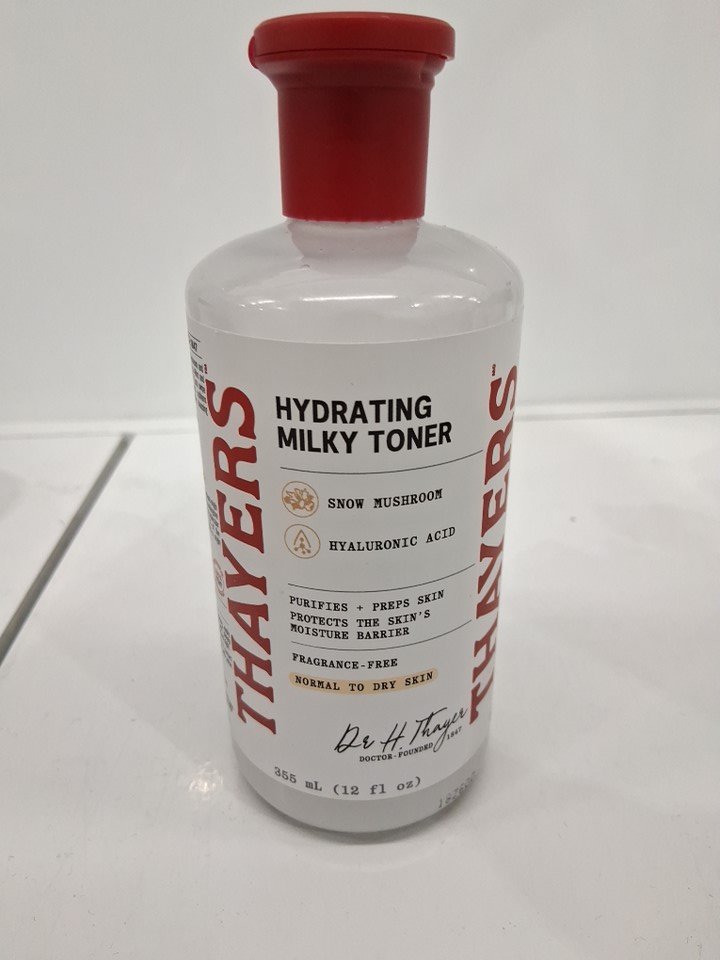 THAYERS
HYDRATING
MILKY TONER
SNOW MUSHROOM
HYALURONIC ACID
PURIFIES + PREPS SKIN
PROTECTS THE SKIN'S
MOISTURE BARRIER
FRAGRANCE-FREE
NORMAL TO DRY SKIN
Dr H. Thayer
DOCTOR-FOUNDED 1847
355 mL (12 fl oz)
THAYERS